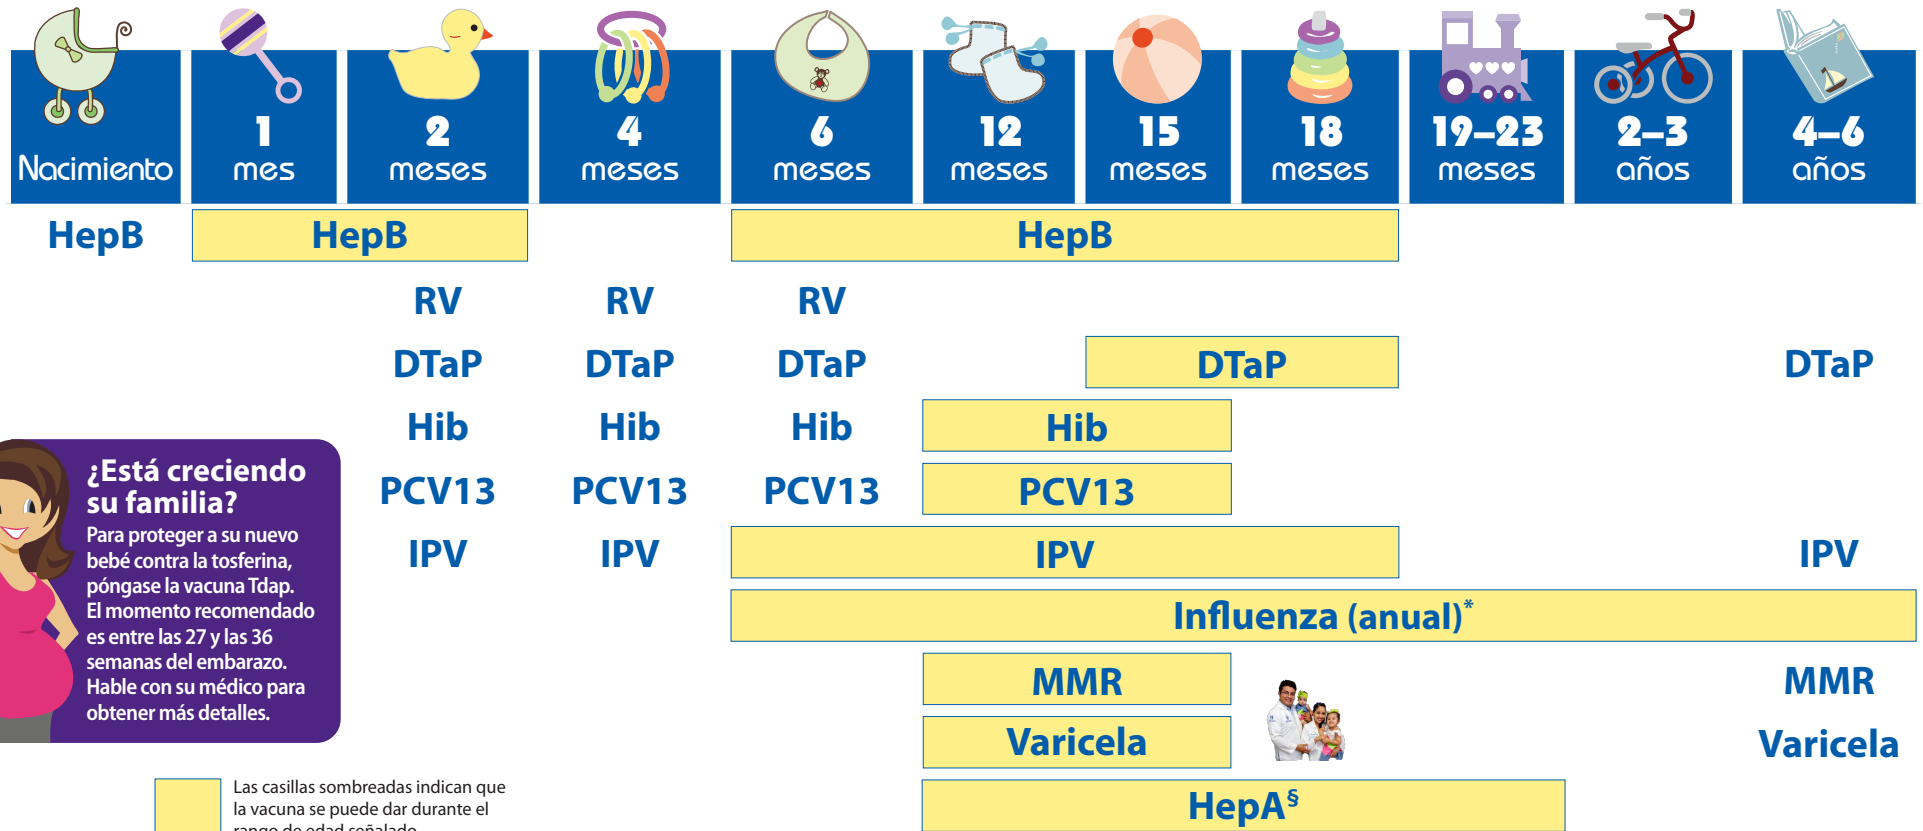 Nacimiento
1
mes
2
meses
4
meses
6
meses
12
meses
15
meses
18
meses
19–23
meses
2–3
años
4–6
años
HepB HepB HepB
RV RV RV
DTaP DTaP DTaP DTaP DTaP
Hib Hib Hib Hib
PCV13 PCV13 PCV13 PCV13
IPV IPV IPV IPV
Influenza (anual)*
MMR MMR
Varicela Varicela
HepA§
¿Está creciendo
su familia?
Para proteger a su nuevo
bebé contra la tosferina,
póngase la vacuna Tdap.
El momento recomendado
es entre las 27 y las 36
semanas del embarazo.
Hable con su médico para
obtener más detalles.
Las casillas sombreadas indican que
la vacuna se puede dar durante el
rango de edad señalado